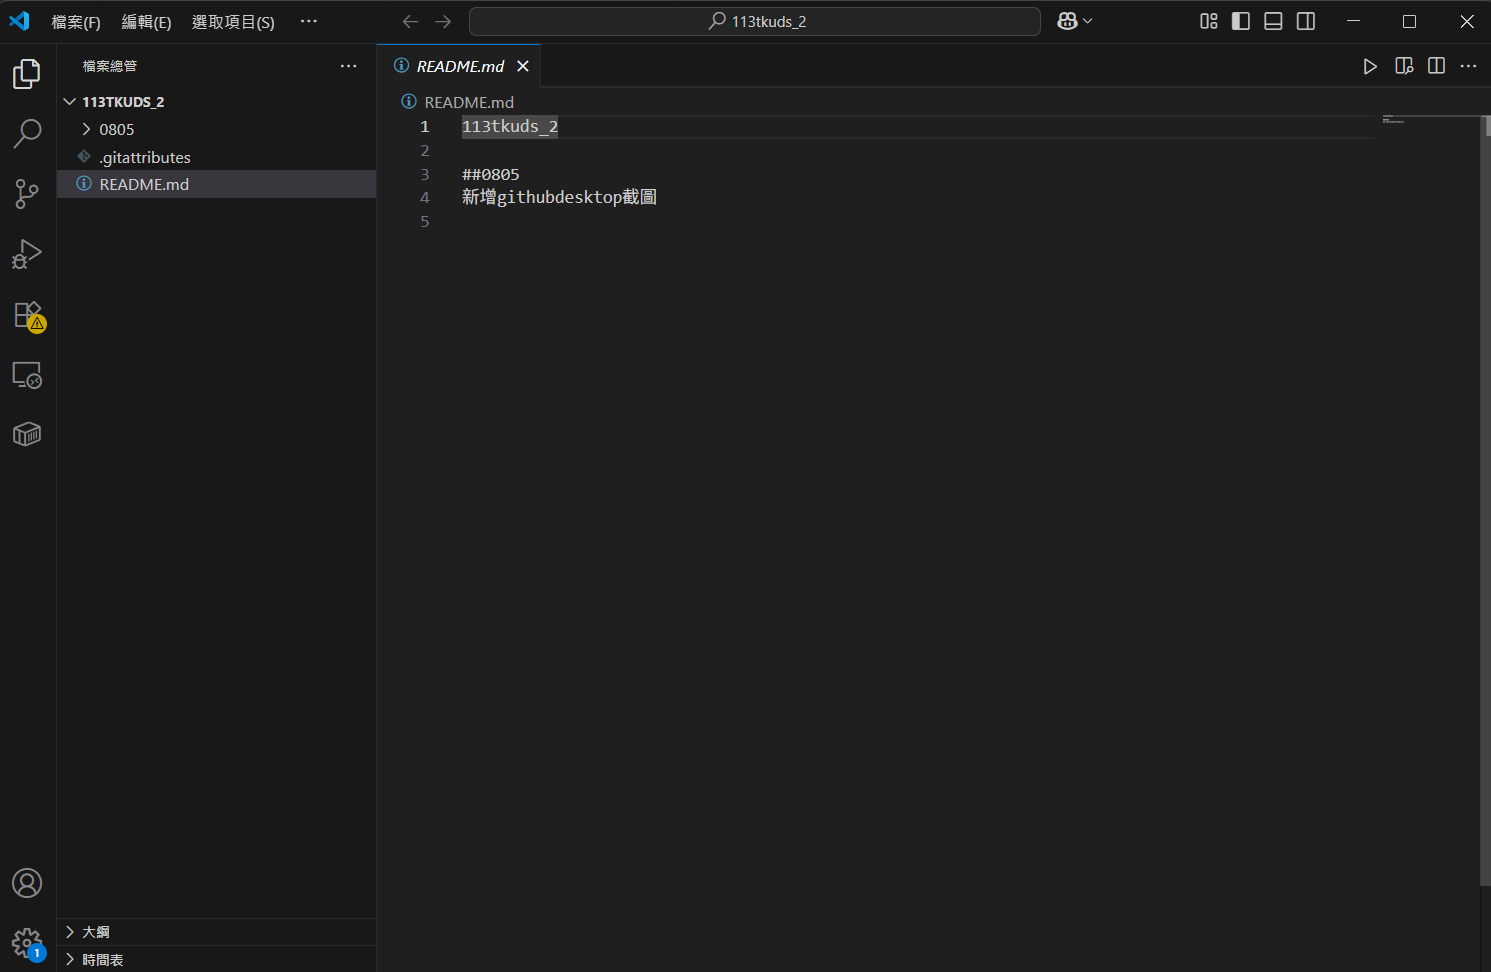 檔案(F) 編輯(E) 選取項目(S) ··· 113tkuds_2
檔案總管 ···
113TKUDS_2
0805
.gitattributes
README.md
大綱
時間表
README.md
README.md
1 113tkuds_2
2
3 ##0805
4 新增githubdesktop截圖
5
1